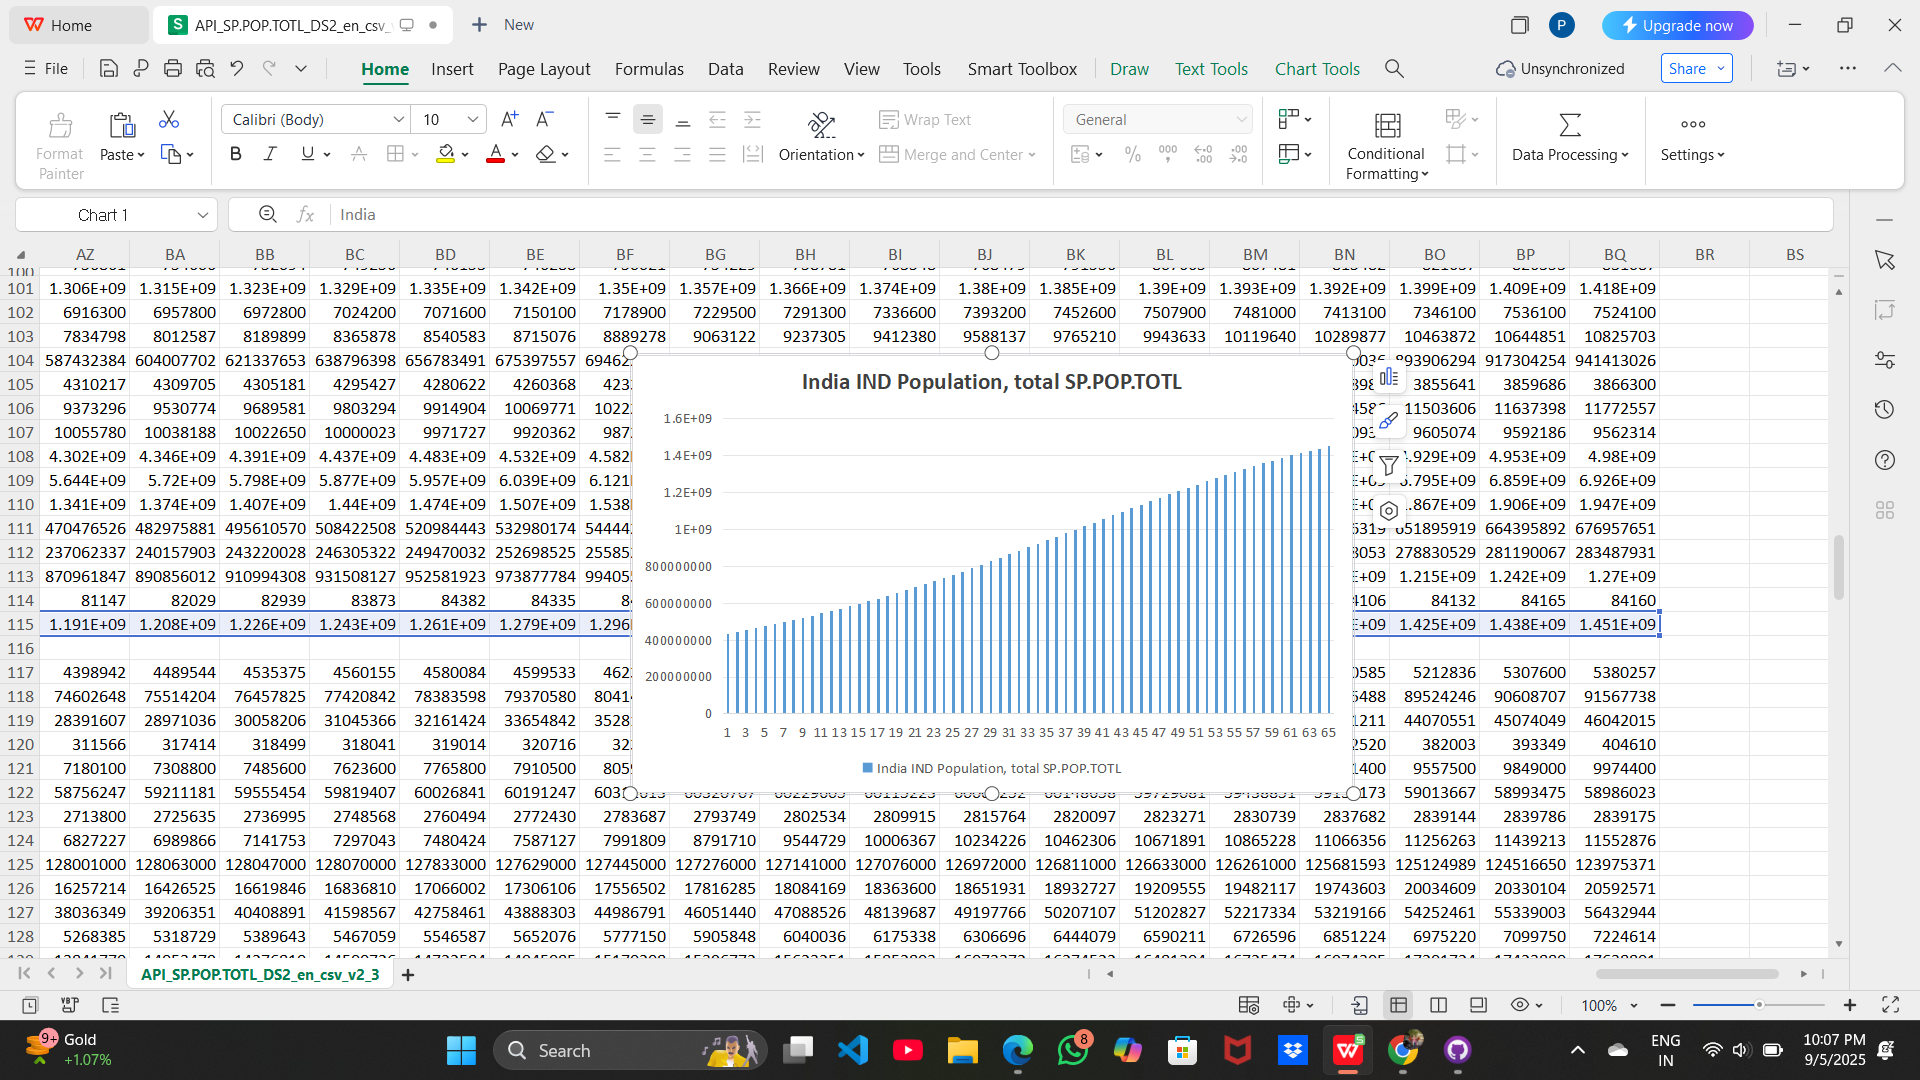 Home
API_SP.POP.TOTL_DS2_en_csv_
New
P
Upgrade now
File
Home Insert Page Layout Formulas Data Review View Tools Smart Toolbox Draw Text Tools Chart Tools
Unsynchronized
Share
Format Painter
Paste
Calibri (Body) 10
Orientation
Wrap Text
Merge and Center
General
Conditional Formatting
Data Processing
Settings
Chart 1
India
AZ BA BB BC BD BE BF BG BH BI BJ BK BL BM BN BO BP BQ BR BS
101 1.306E+09 1.315E+09 1.323E+09 1.329E+09 1.335E+09 1.342E+09 1.35E+09 1.357E+09 1.366E+09 1.374E+09 1.38E+09 1.385E+09 1.39E+09 1.393E+09 1.392E+09 1.399E+09 1.409E+09 1.418E+09
102 6916300 6957800 6972800 7024200 7071600 7150100 7178900 7229500 7291300 7336600 7393200 7452600 7507900 7481000 7413100 7346100 7536100 7524100
103 7834798 8012587 8189899 8365878 8540583 8715076 8889278 9063122 9237305 9412380 9588137 9765210 9943633 10119640 10289877 10463872 10644851 10825703
104 587432384 604007702 621337653 638796398 656783491 675397557 893906294 917304254 941413026
105 4310217 4309705 4305181 4295427 4280622 4260368 3855641 3859686 3866300
106 9373296 9530774 9689581 9803294 9914904 10069771 11503606 11637398 11772557
107 10055780 10038188 10022650 10000023 9971727 9920362 9605074 9592186 9562314
108 4.302E+09 4.346E+09 4.391E+09 4.437E+09 4.483E+09 4.532E+09 4.929E+09 4.953E+09 4.98E+09
109 5.644E+09 5.72E+09 5.798E+09 5.877E+09 5.957E+09 6.039E+09 6.795E+09 6.859E+09 6.926E+09
110 1.341E+09 1.374E+09 1.407E+09 1.44E+09 1.474E+09 1.507E+09 1.867E+09 1.906E+09 1.947E+09
111 470476526 482975881 495610570 508422508 520984443 532980174 651895919 664395892 676957651
112 237062337 240157903 243220028 246305322 249470032 252698525 278830529 281190067 283487931
113 870961847 890856012 910994308 931508127 952581923 973877784 1.215E+09 1.242E+09 1.27E+09
114 81147 82029 82939 83873 84382 84335 84132 84165 84160
115 1.191E+09 1.208E+09 1.226E+09 1.243E+09 1.261E+09 1.279E+09 1.425E+09 1.438E+09 1.451E+09
116
117 4398942 4489544 4535375 4560155 4580084 4599533 5212836 5307600 5380257
118 74602648 75514204 76457825 77420842 78383598 79370580 89524246 90608707 91567738
119 28391607 28971036 30058206 31045366 32161424 33654842 44070551 45074049 46042015
120 311566 317414 318499 318041 319014 320716 382003 393349 404610
121 7180100 7308800 7485600 7623600 7765800 7910500 9557500 9849000 9974400
122 58756247 59211181 59555454 59819407 60026841 60191247 59013667 58993475 58986023
123 2713800 2725635 2736995 2748568 2760494 2772430 2783687 2793749 2802534 2809915 2815764 2820097 2823271 2830739 2837682 2839144 2839786 2839175
124 6827227 6989866 7141753 7297043 7480424 7587127 7991809 8791710 9544729 10006367 10234226 10462306 10671891 10865228 11066356 11256263 11439213 11552876
125 128001000 128063000 128047000 128070000 127833000 127629000 127445000 127276000 127141000 127076000 126972000 126811000 126633000 126261000 125681593 125124989 124516650 123975371
126 16257214 16426525 16619846 16836810 17066002 17306106 17556502 17816285 18084169 18363600 18651931 18932727 19209555 19482117 19743603 20034609 20330104 20592571
127 38036349 39206351 40408891 41598567 42758461 43888303 44986791 46051440 47088526 48139687 49197766 50207107 51202827 52217334 53219166 54252461 55339003 56432944
128 5268385 5318729 5389643 5467059 5546587 5652076 5777150 5905848 6040036 6175338 6306696 6444079 6590211 6726596 6851224 6975220 7099750 7224614
India IND Population, total SP.POP.TOTL
1.6E+09
1.4E+09
1.2E+09
1E+09
800000000
600000000
400000000
200000000
0
1 3 5 7 9 11 13 15 17 19 21 23 25 27 29 31 33 35 37 39 41 43 45 47 49 51 53 55 57 59 61 63 65
India IND Population, total SP.POP.TOTL
API_SP.POP.TOTL_DS2_en_csv_v2_3
100%
9+
Gold
+1.07%
Search
8
ENG
IN
10:07 PM
9/5/2025